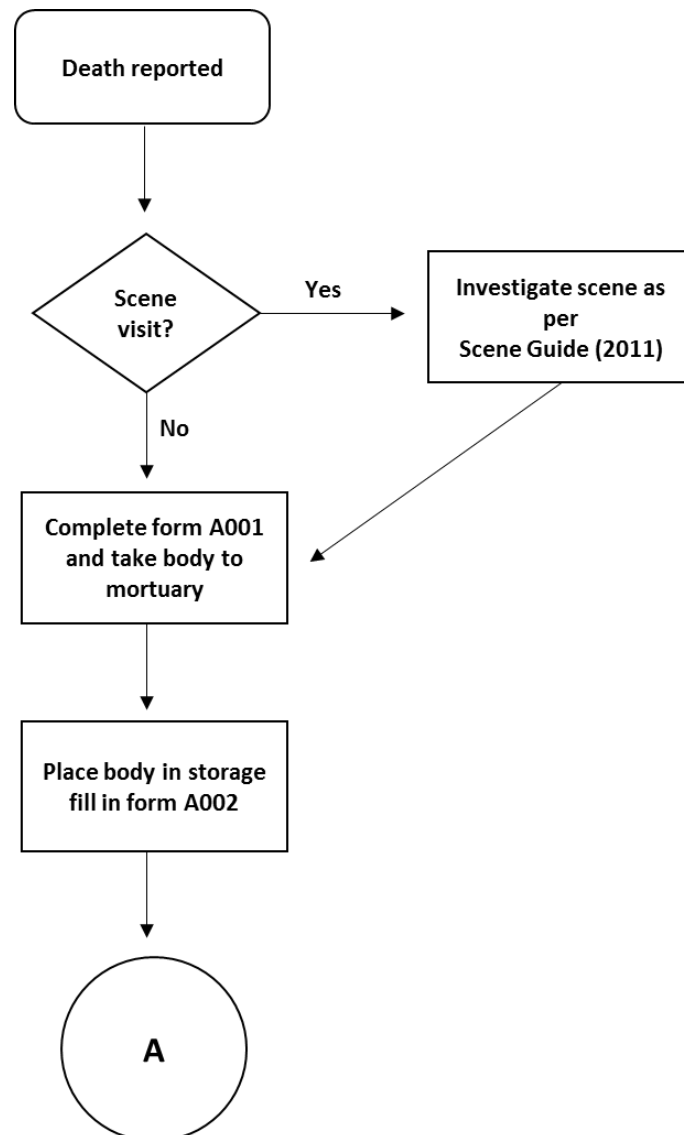 Death reported
Scene
visit?
Yes
Investigate scene as
per
Scene Guide (2011)
No
Complete form A001
and take body to
mortuary
Place body in storage
fill in form A002
A